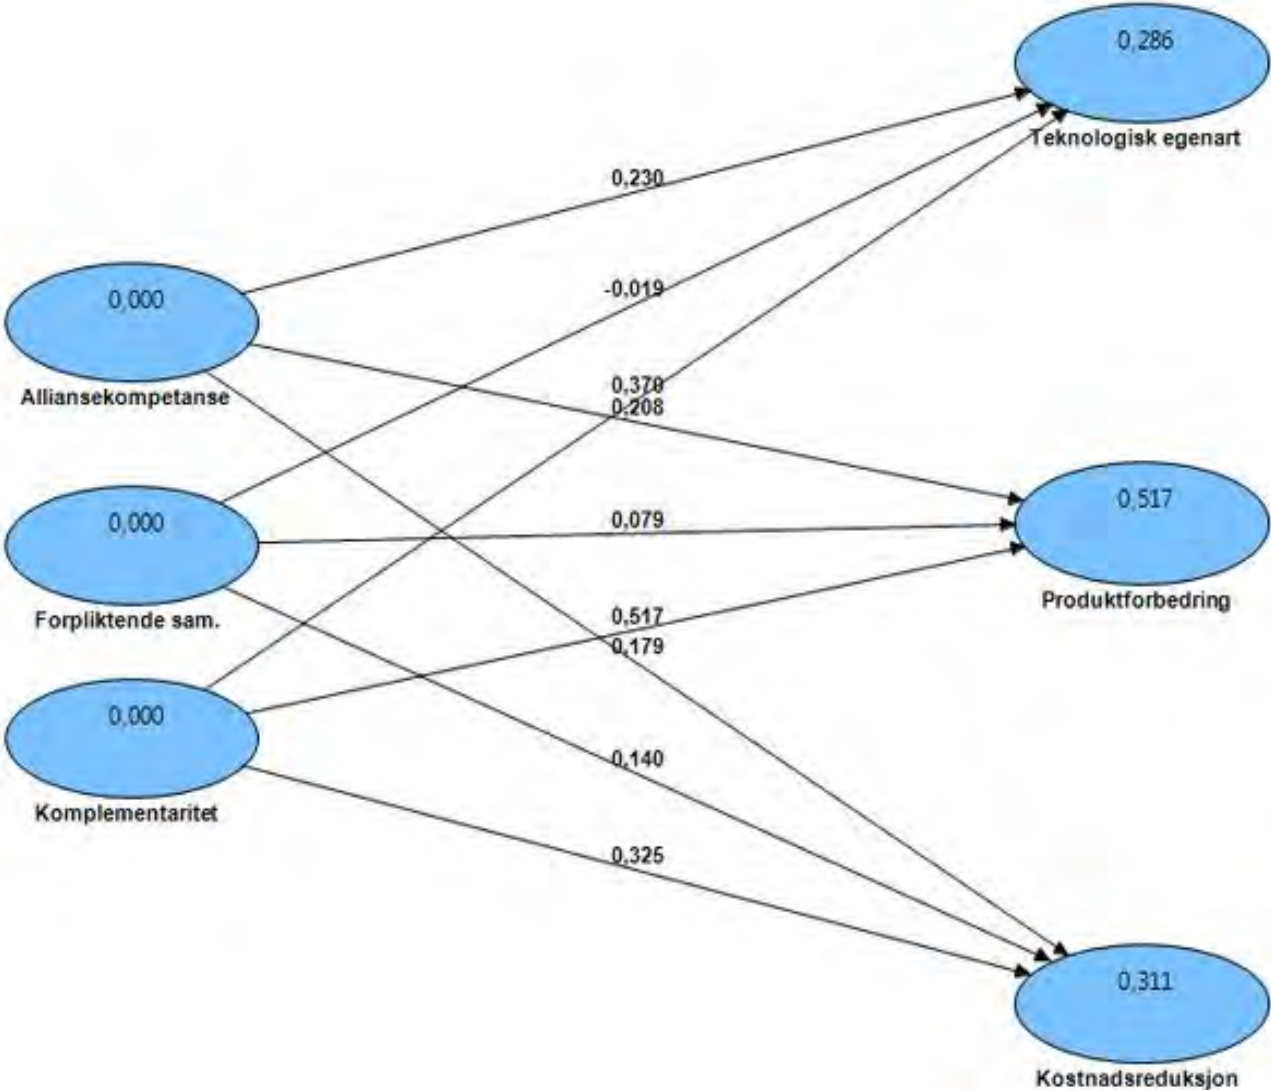 0,286
Teknologisk egenart
0,230
0,000
Alliansekompetanse
-0,019
0,370
0,208
0,000
Forpliktende sam.
0,079
0,517
Produktforbedring
0,517
0,179
0,000
Komplementaritet
0,140
0,325
0,311
Kostnadsreduksjon